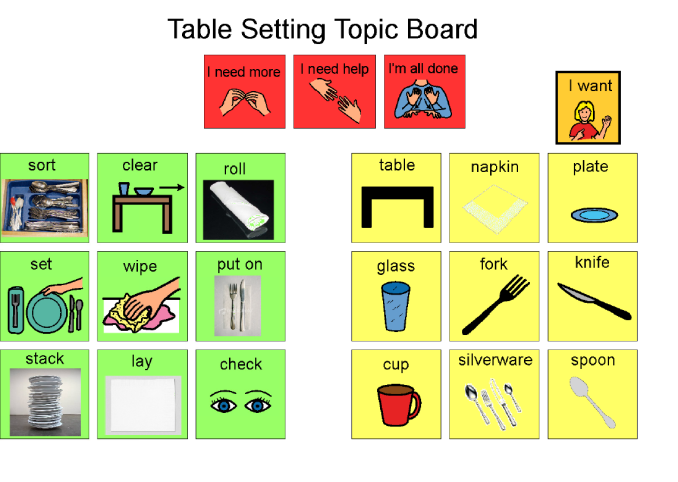 Table Setting Topic Board
I need more
I need help
I'm all done
I want
sort
clear
roll
table
napkin
plate
set
wipe
put on
glass
fork
knife
stack
lay
check
cup
silverware
spoon